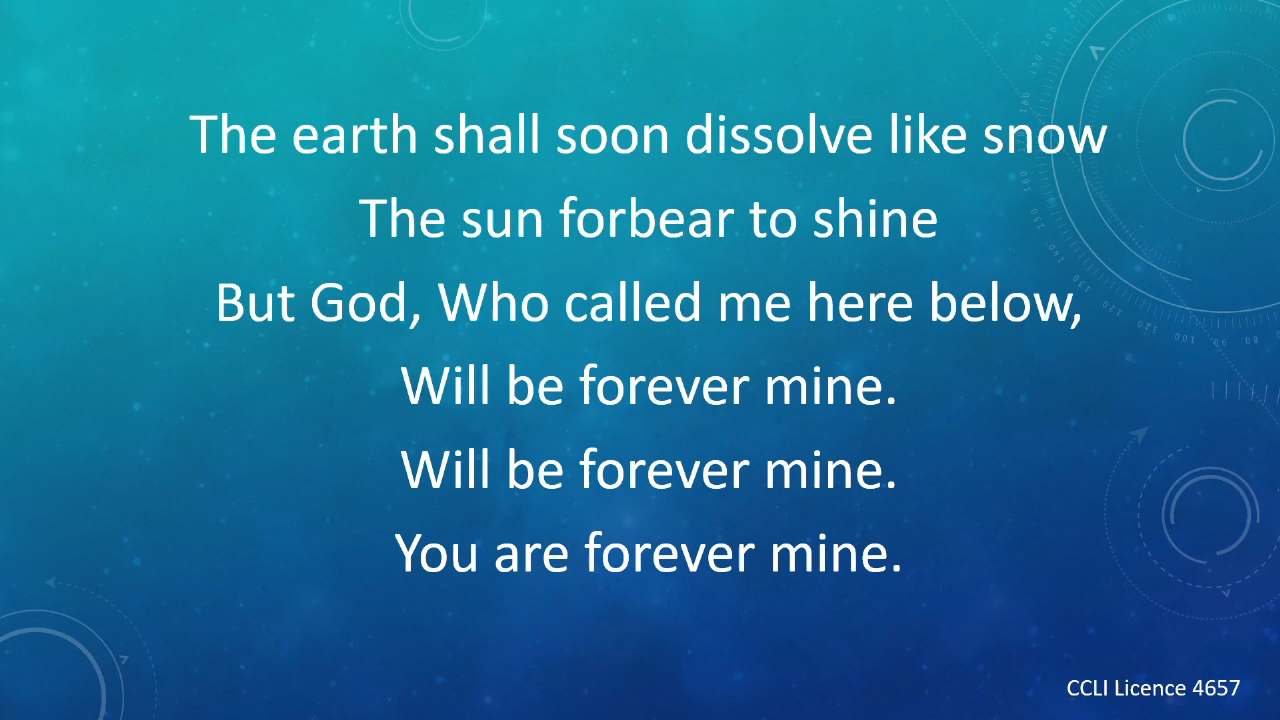 The earth shall soon dissolve like snow
The sun forbear to shine
But God, Who called me here below,
Will be forever mine.
Will be forever mine.
You are forever mine.
CCLI Licence 4657